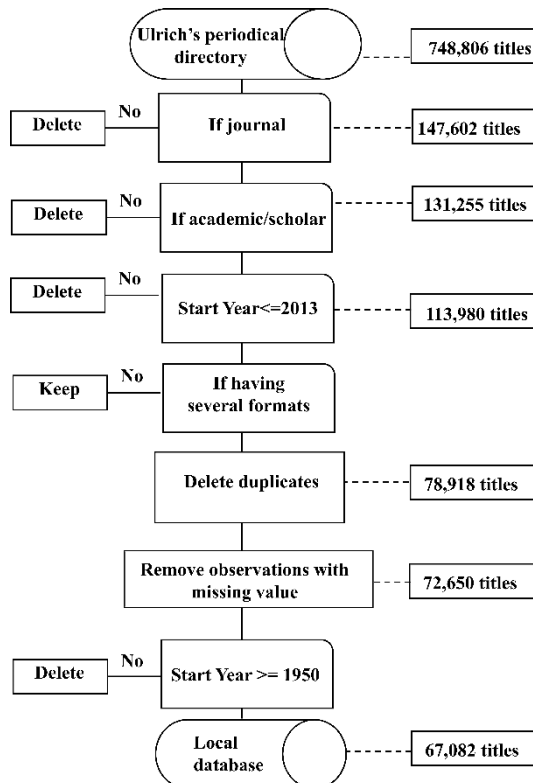 Ulrich's periodical
directory
748,806 titles
No
Delete
If journal
147,602 titles
No
Delete
If academic/scholar
131,255 titles
No
Delete
Start Year<=2013
113,980 titles
No
Keep
If having
several formats
Delete duplicates
78,918 titles
Remove observations with
missing value
72,650 titles
No
Delete
Start Year >= 1950
Local
database
67,082 titles